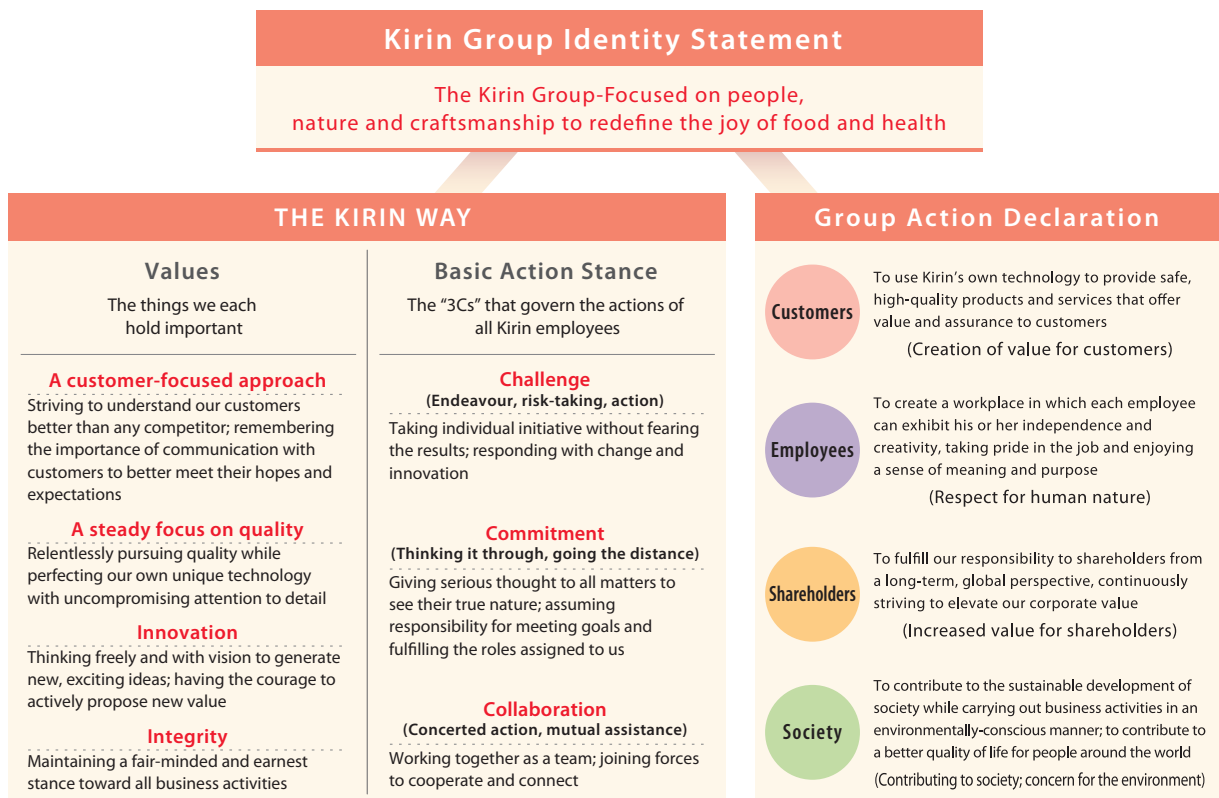 Kirin Group Identity Statement
The Kirin Group-Focused on people,
nature and craftsmanship to redefine the joy of food and health
THE KIRIN WAY
Values
The things we each
hold important
A customer-focused approach
Striving to understand our customers
better than any competitor; remembering
the importance of communication with
customers to better meet their hopes and
expectations
A steady focus on quality
Relentlessly pursuing quality while
perfecting our own unique technology
with uncompromising attention to detail
Innovation
Thinking freely and with vision to generate
new, exciting ideas; having the courage to
actively propose new value
Integrity
Maintaining a fair-minded and earnest
stance toward all business activities
Basic Action Stance
The “3Cs” that govern the actions of
all Kirin employees
Challenge
(Endeavour, risk-taking, action)
Taking individual initiative without fearing
the results; responding with change and
innovation
Commitment
(Thinking it through, going the distance)
Giving serious thought to all matters to
see their true nature; assuming
responsibility for meeting goals and
fulfilling the roles assigned to us
Collaboration
(Concerted action, mutual assistance)
Working together as a team; joining forces
to cooperate and connect
Group Action Declaration
Customers
To use Kirin’s own technology to provide safe,
high-quality products and services that offer
value and assurance to customers
(Creation of value for customers)
Employees
To create a workplace in which each employee
can exhibit his or her independence and
creativity, taking pride in the job and enjoying
a sense of meaning and purpose
(Respect for human nature)
Shareholders
To fulfill our responsibility to shareholders from
a long-term, global perspective, continuously
striving to elevate our corporate value
(Increased value for shareholders)
Society
To contribute to the sustainable development of
society while carrying out business activities in an
environmentally-conscious manner; to contribute to
a better quality of life for people around the world
(Contributing to society; concern for the environment)